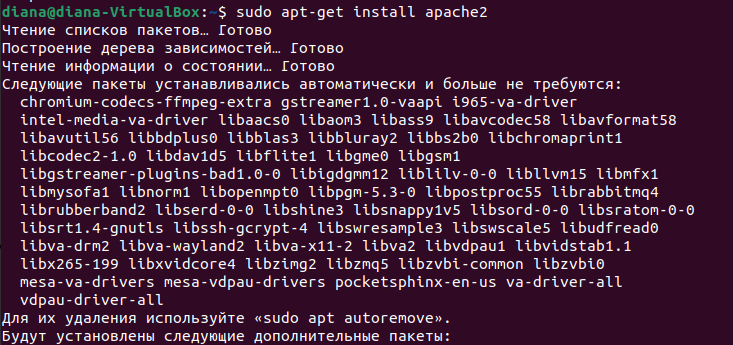 diana@diana-VirtualBox:~$ sudo apt-get install apache2
Чтение списков пакетов… Готово
Построение дерева зависимостей… Готово
Чтение информации о состоянии… Готово
Следующие пакеты устанавливались автоматически и больше не требуются:
chromium-codecs-ffmpeg-extra gstreamer1.0-vaapi i965-va-driver
intel-media-va-driver libaacs0 libaom3 libass9 libavcodec58 libavformat58
libavutil56 libbdplus0 libblas3 libbluray2 libbs2b0 libchromaprint1
libcodec2-1.0 libdav1d5 libflite1 libgme0 libgsm1
libgstreamer-plugins-bad1.0-0 libigdgmm12 liblilv-0-0 libllvm15 libmfx1
libmysofa1 libnorm1 libopenmpt0 libpgm-5.3-0 libpostproc55 librabbitmq4
librubberband2 libserd-0-0 libshine3 libsnappy1v5 libsord-0-0 libsratom-0-0
libsrt1.4-gnutls libssh-gcrypt-4 libswresample3 libswscale5 libudfread0
libva-drm2 libva-wayland2 libva-x11-2 libva2 libvdpau1 libvidstab1.1
libx265-199 libxvidcore4 libzimg2 libzmq5 libzvbi-common libzvbi0
mesa-va-drivers mesa-vdpau-drivers pocketsphinx-en-us va-driver-all
vdpau-driver-all
Для их удаления используйте «sudo apt autoremove».
Будут установлены следующие дополнительные пакеты: